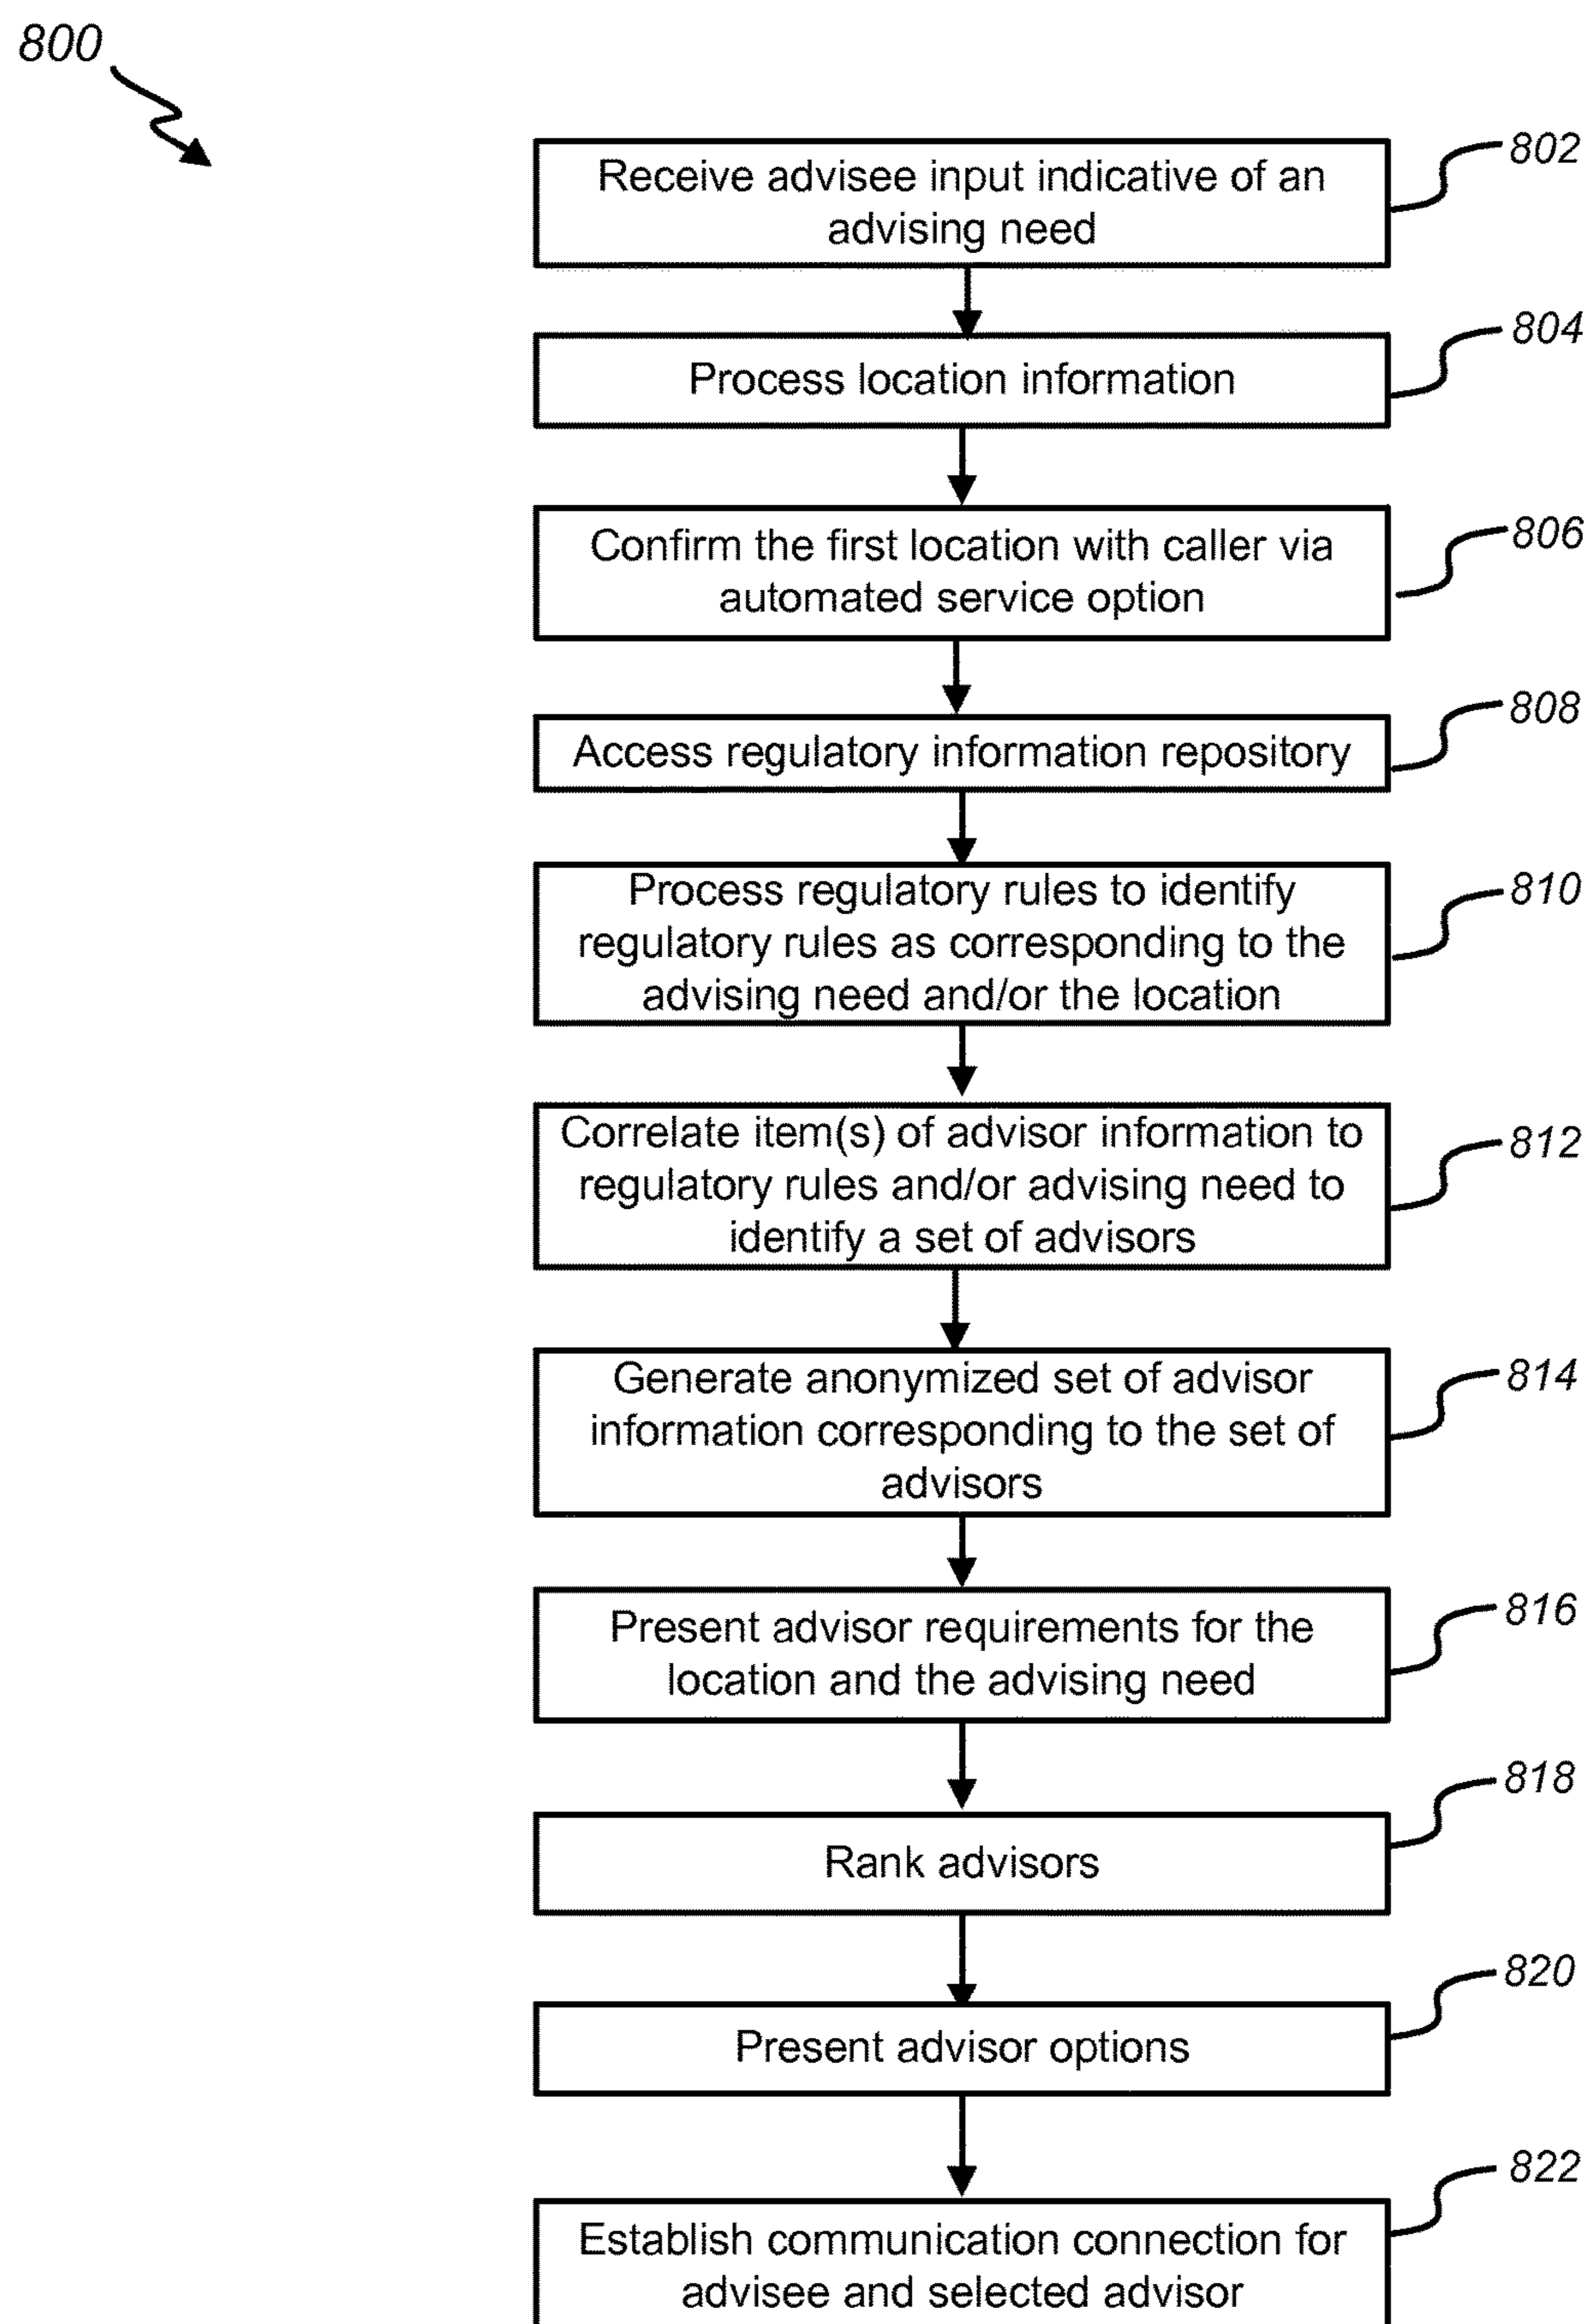 800
Receive advisee input indicative of an
advising need
802
Process location information
804
Confirm the first location with caller via
automated service option
806
Access regulatory information repository
808
Process regulatory rules to identify
regulatory rules as corresponding to the
advising need and/or the location
810
Correlate item(s) of advisor information to
regulatory rules and/or advising need to
identify a set of advisors
812
Generate anonymized set of advisor
information corresponding to the set of
advisors
814
Present advisor requirements for the
location and the advising need
816
Rank advisors
818
Present advisor options
820
Establish communication connection for
advisee and selected advisor
822